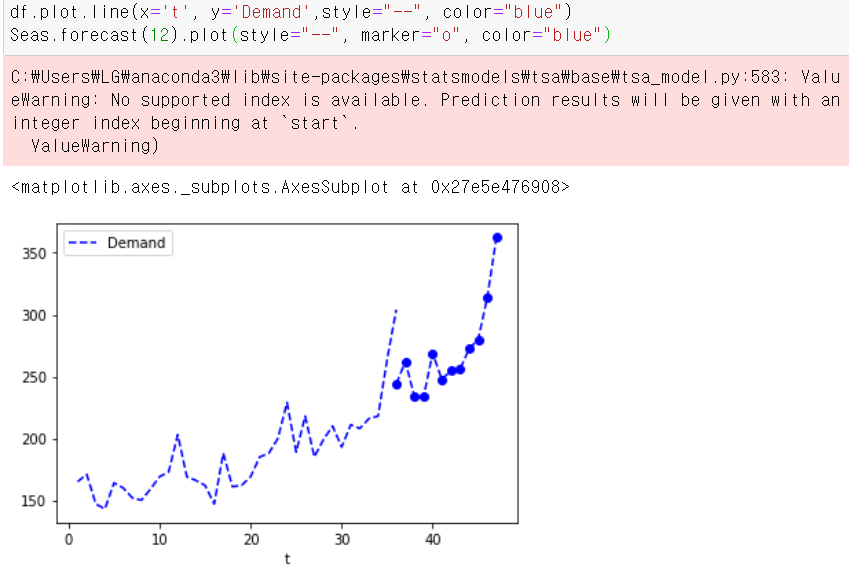 df.plot.line(x='t', y='Demand',style="--", color="blue")
Seas.forecast(12).plot(style="--", marker="o", color="blue")
C:₩Users₩LG₩anaconda3₩lib₩site-packages₩statsmodels₩tsa₩base₩tsa_model.py:583: Valu
eWarning: No supported index is available. Prediction results will be given with an
integer index beginning at `start`.
ValueWarning)
<matplotlib.axes._subplots.AxesSubplot at 0x27e5e476908>
Demand
350
300
250
200
150
0 10 20 30 40
t